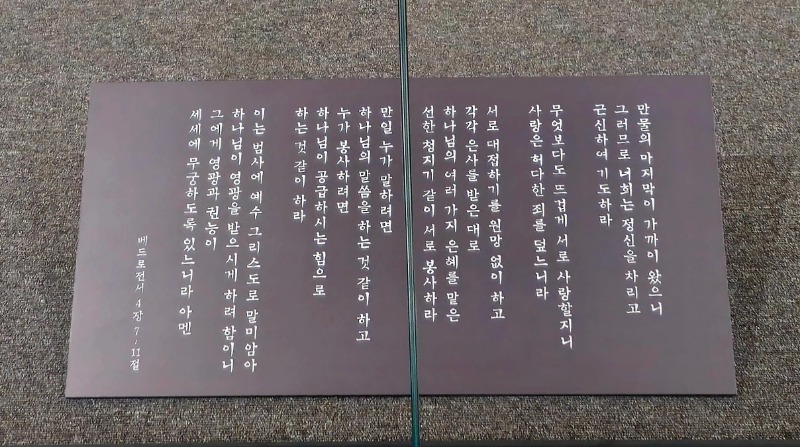 만물의 마지막이 가까이 왔으니
그러므로 너희는 정신을 차리고
근신하여 기도하라
무엇보다도 뜨겁게 서로 사랑할지니
사랑은 허다한 죄를 덮느니라
서로 대접하기를 원망 없이 하고
각각 은사를 받은 대로
하나님의 여러 가지 은혜를 맡은
선한 청지기 같이 서로 봉사하라
만일 누가 말하려면
하나님의 말씀을 하는 것 같이 하고
누가 봉사하려면
하나님이 공급하시는 힘으로
하는 것 같이 하라
이는 범사에 예수 그리스도로 말미암아
하나님이 영광을 받으시게 하려 함이니
그에게 영광과 권능이
세세에 무궁하도록 있느니라 아멘
베드로전서 4장 7, 11절